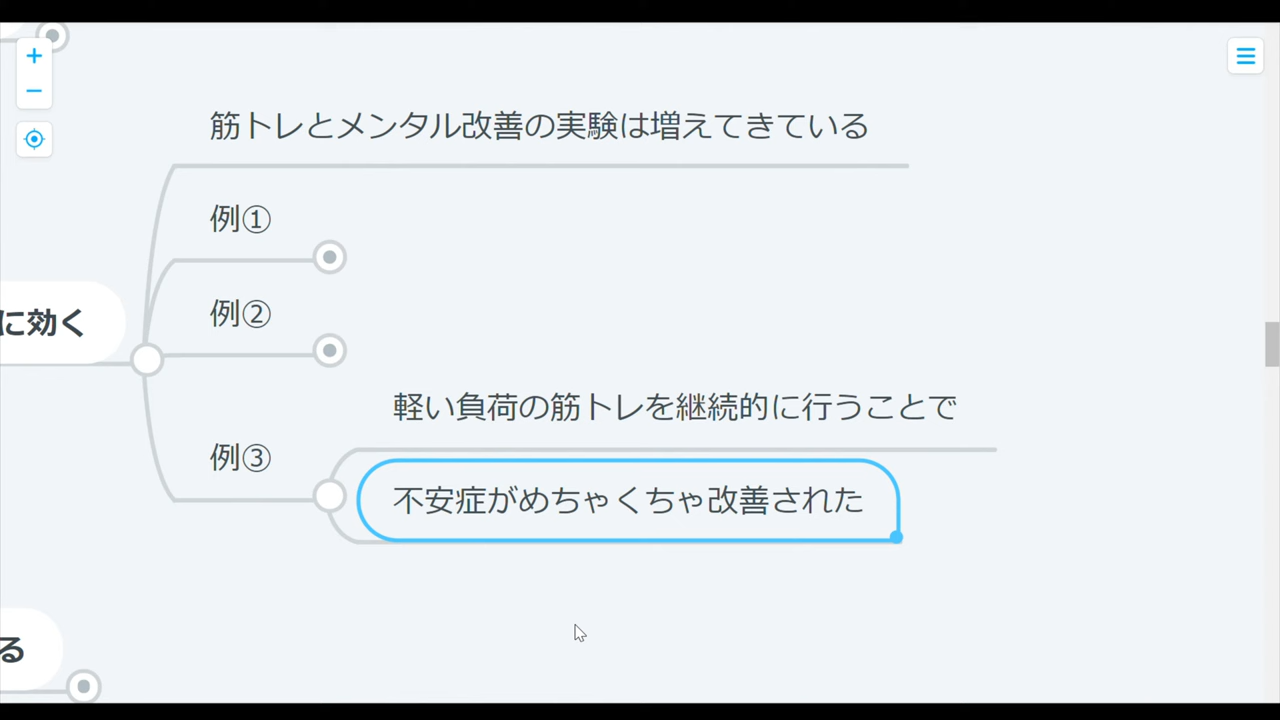 筋トレとメンタル改善の実験は増えてきている
例①
に効く
例②
軽い負荷の筋トレを継続的に行うことで
例③
不安症がめちゃくちゃ改善された
る